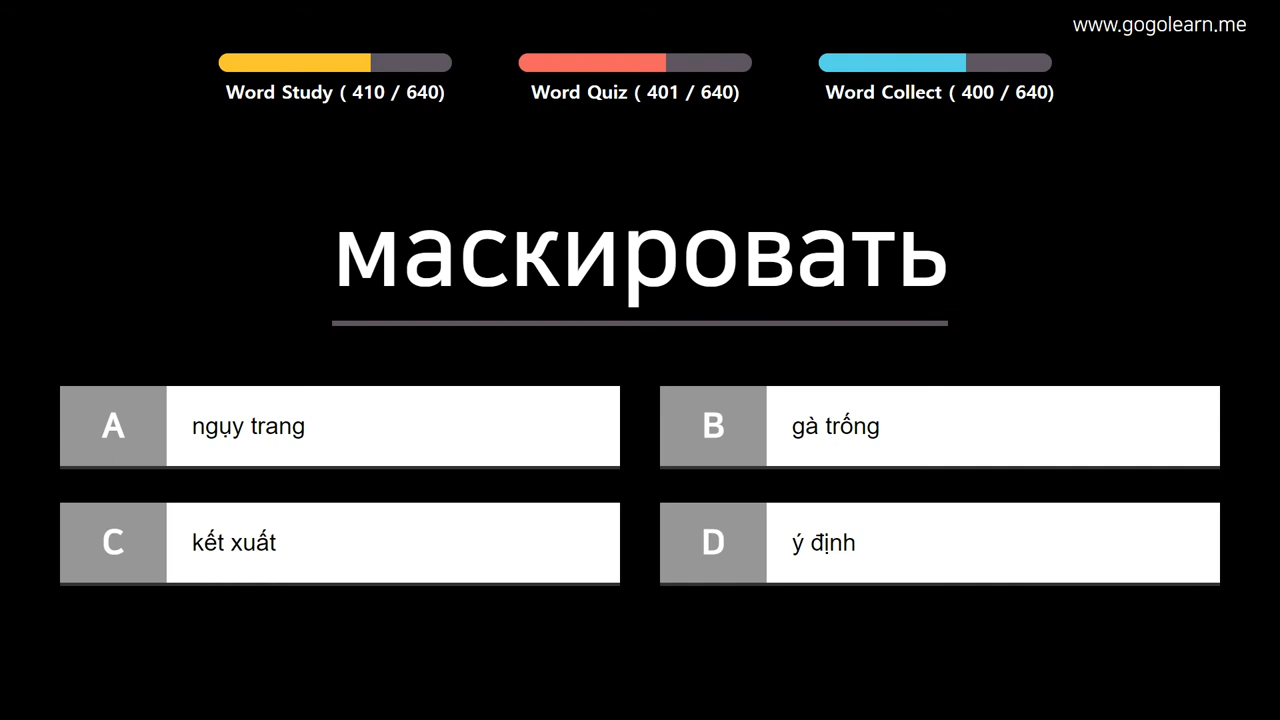 www.gogolearn.me
Word Study ( 410 / 640)
Word Quiz ( 401 / 640)
Word Collect ( 400 / 640)
маскировать
A ngụy trang
B gà trống
C kết xuất
D ý định